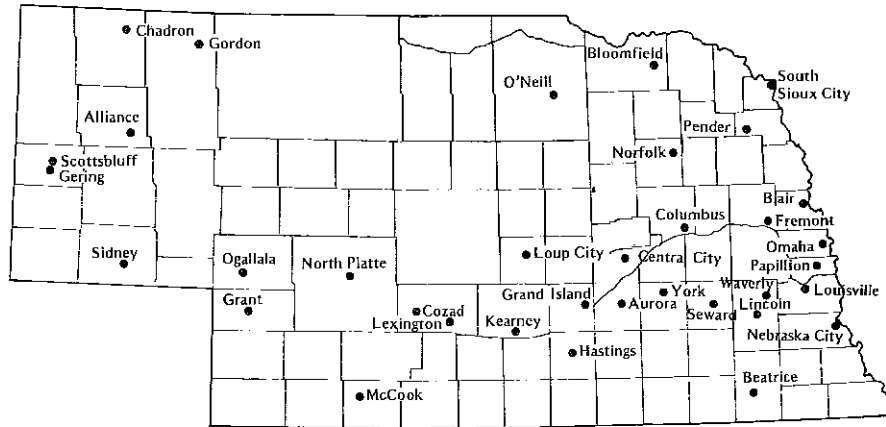 Chadron
Gordon
Bloomfield
O'Neill
South
Sioux City
Alliance
Pender
Norfolk
Scottsbluff
Gering
Blair
Columbus
Fremont
Sidney
Ogallala
North Platte
Loup City
Centra City
Omaha
Papillion
Grant
Cozad
Lexington
Grand Island
Kearney
Aurora
York
Seward
Waverly
Lincoln
Louisville
Nebraska City
Hastings
McCook
Beatrice